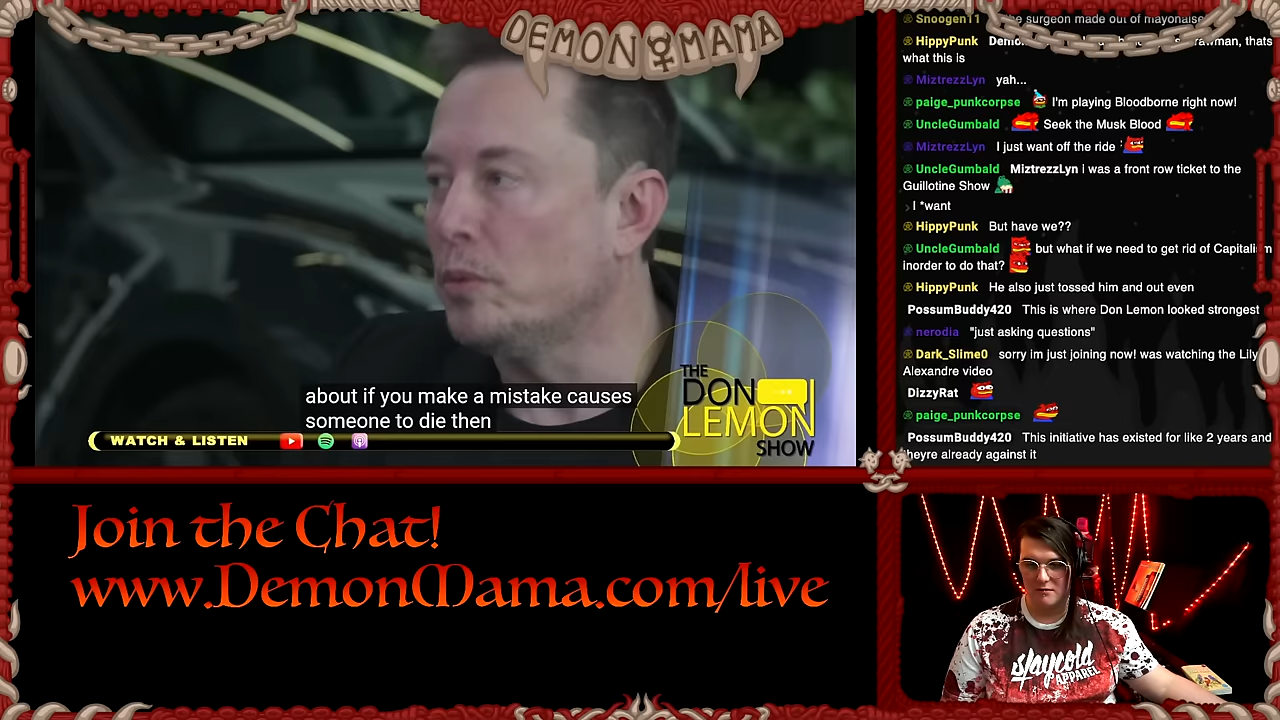 DEMON MAMA
about if you make a mistake causes
someone to die then
WATCH & LISTEN
THE
DON
LEMON
SHOW
Snoogen11 the surgeon made out of mayonaise
HippyPunk
what this is
MiztrezzLyn yah...
paige_punkcorpse I'm playing Bloodborne right now!
UncleGumbald Seek the Musk Blood
MiztrezzLyn I just want off the ride
UncleGumbald MiztrezzLyn i was a front row ticket to the
Guillotine Show
I *want
HippyPunk But have we??
UncleGumbald but what if we need to get rid of Capitalism
inorder to do that?
HippyPunk He also just tossed him and out even
PossumBuddy420 This is where Don Lemon looked strongest
nerodia "just asking questions"
Dark_Slime0 sorry im just joining now! was watching the Lily
Alexandre video
DizzyRat
paige_punkcorpse
PossumBuddy420 This initiative has existed for like 2 years and
theyre already against it
Join the Chat!
www.DemonMama.com/live
slaycold
APPAREL